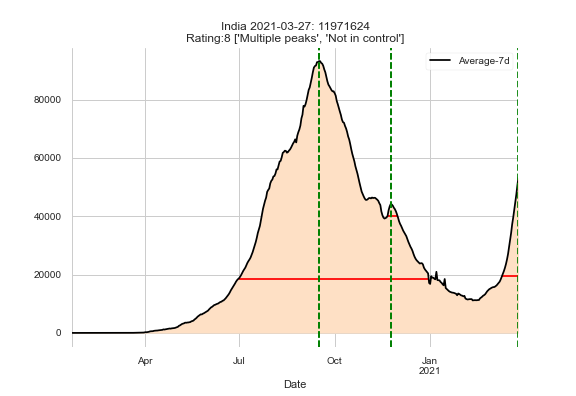 India 2021-03-27: 11971624
Rating:8 ['Multiple peaks', 'Not in control']
Average-7d
80000
60000
40000
20000
0
Apr
Jul
Oct
Jan
2021
Date